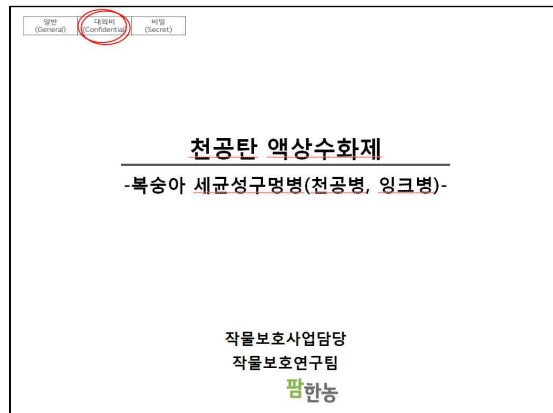 일반 대외비 비밀
(General) (Confidential) (Secret)
천공탄 액상수화제
-복숭아 세균성구멍병(천공병, 잉크병)-
작물보호사업담당
작물보호연구팀
팜한농